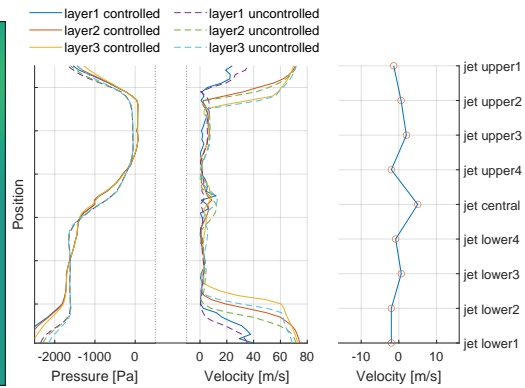 layer1 controlled
layer1 uncontrolled
layer2 controlled
layer2 uncontrolled
layer3 controlled
layer3 uncontrolled
Position
-2000 -1000 0
Pressure [Pa]
0 20 40 60 80
Velocity [m/s]
jet upper1
jet upper2
jet upper3
jet upper4
jet central
jet lower4
jet lower3
jet lower2
jet lower1
-10 0 10
Velocity [m/s]